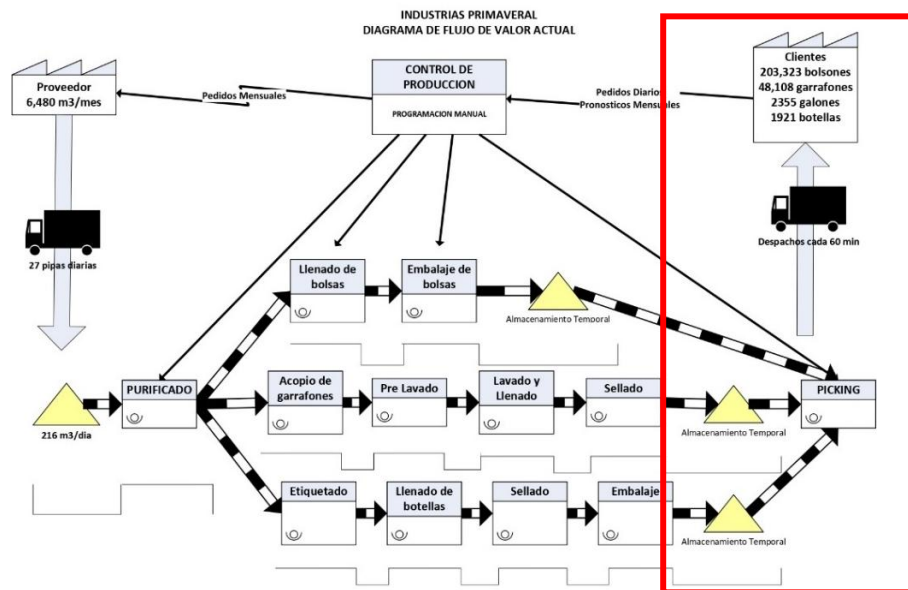 INDUSTRIAS PRIMAVERAL
DIAGRAMA DE FLUJO DE VALOR ACTUAL
Proveedor
6,480 m3/mes
Pedidos Mensuales
CONTROL DE
PRODUCCION
PROGRAMACION MANUAL
Pedidos Diarios
Pronosticos Mensuales
Clientes
203,323 bolsones
48,108 garrafones
2355 galones
1921 botellas
27 pipas diarias
Despachos cada 60 min
Llenado de
bolsas
Embalaje de
bolsas
Almacenamiento Temporal
216 m3/dia
PURIFICADO
Acopio de
garrafones
Pre Lavado
Lavado y
Llenado
Sellado
Almacenamiento Temporal
PICKING
Etiquetado
Llenado de
botellas
Sellado
Embalaje
Almacenamiento Temporal